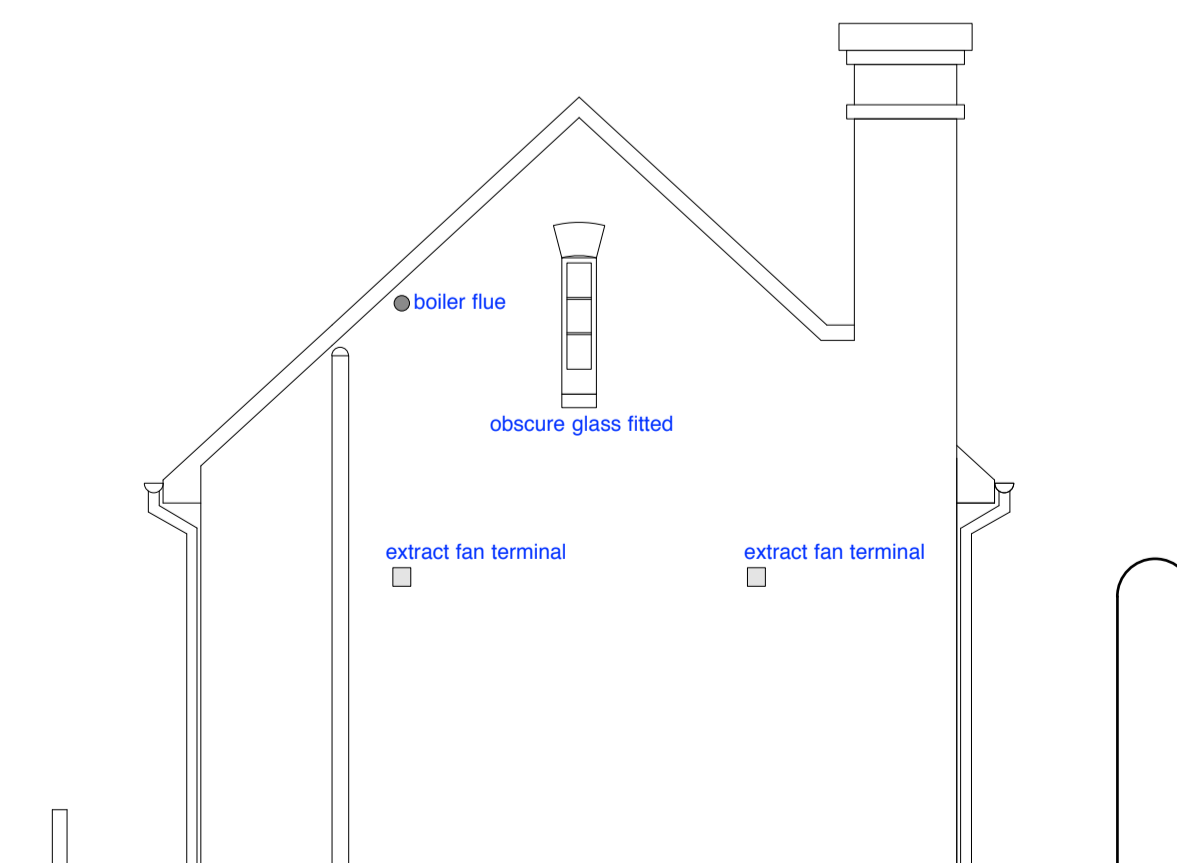 boiler flue
obscure glass fitted
extract fan terminal
extract fan terminal